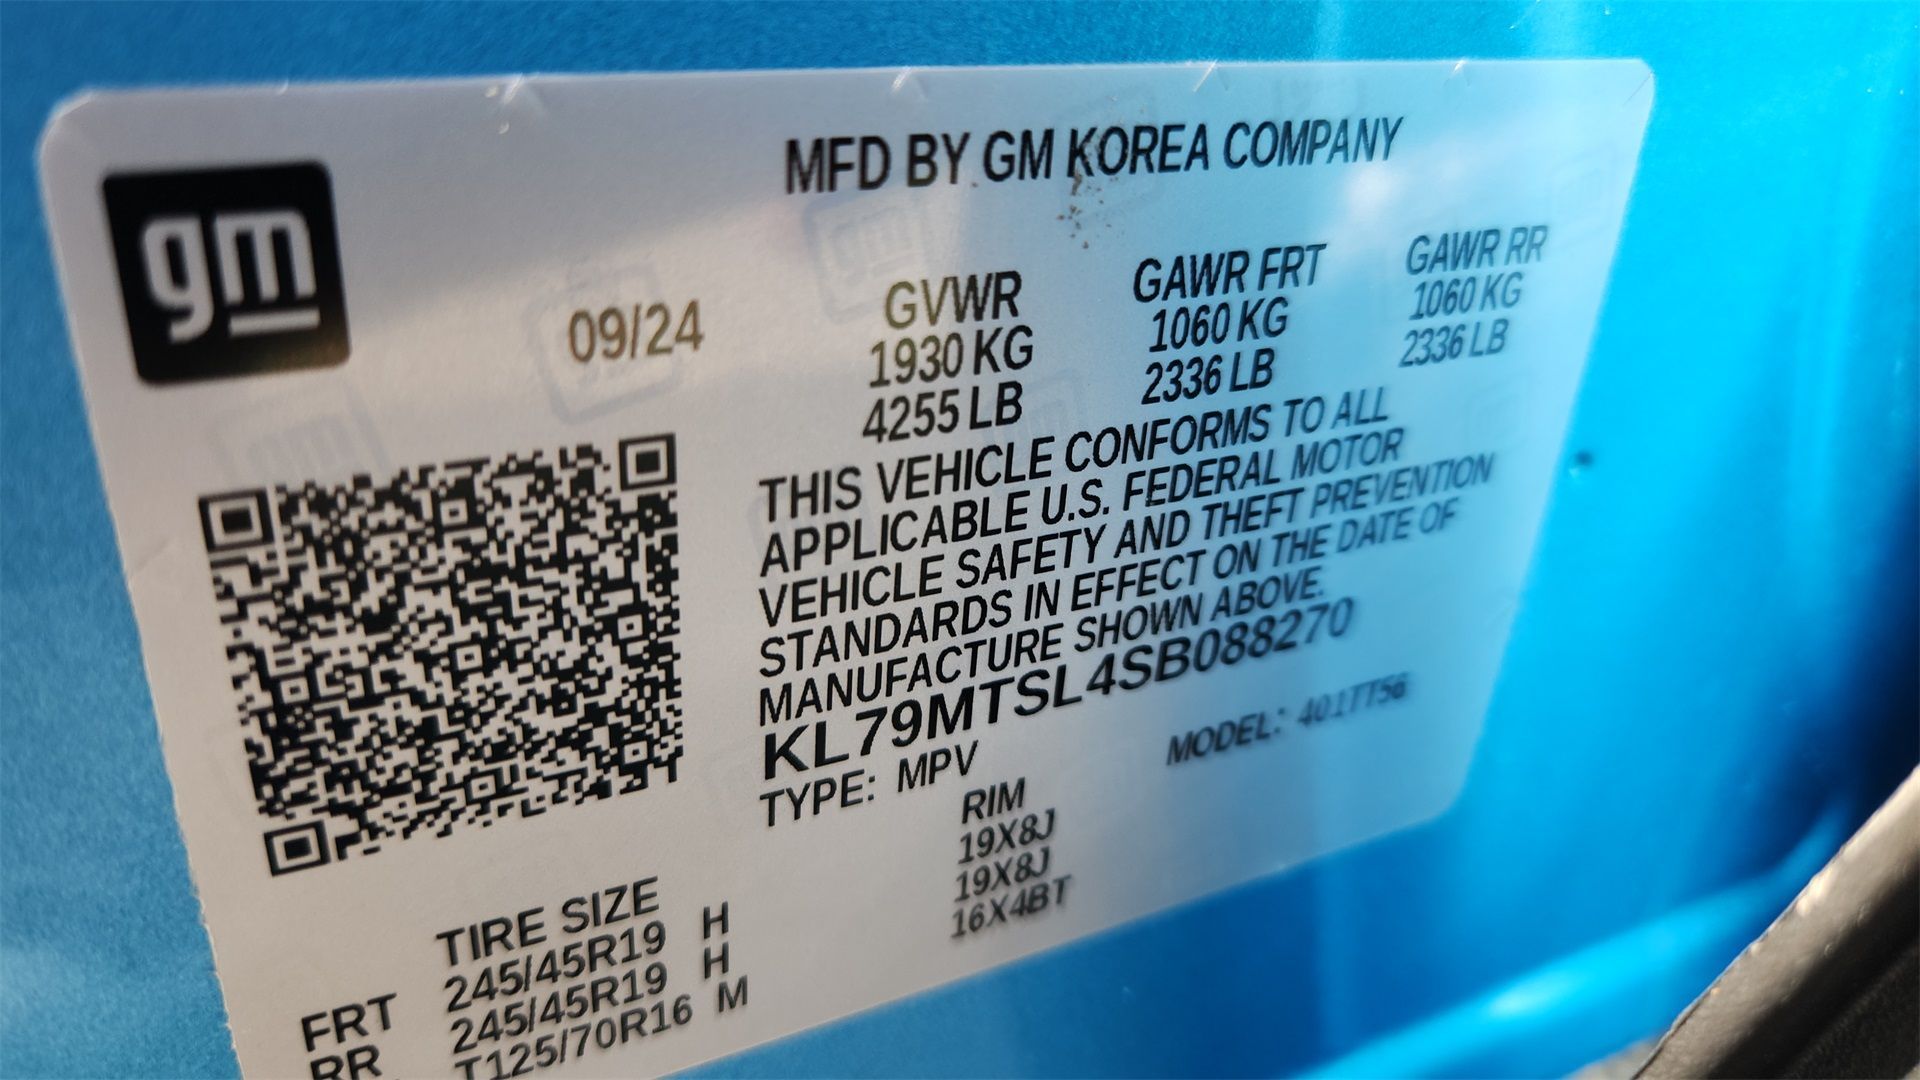 gm
MFD BY GM KOREA COMPANY
09/24
GVWR GAWR FRT GAWR RR
1930 KG 1060 KG 1060 KG
4255 LB 2336 LB 2336 LB
THIS VEHICLE CONFORMS TO ALL
APPLICABLE U.S. FEDERAL MOTOR
VEHICLE SAFETY AND THEFT PREVENTION
STANDARDS IN EFFECT ON THE DATE OF
MANUFACTURE SHOWN ABOVE.
KL79MTSL4SB088270
TYPE: MPV MODEL: 401TT56
TIRE SIZE RIM
FRT 245/45R19 H 19X8J
RR 245/45R19 H 19X8J
T125/70R16 M 16X4BT